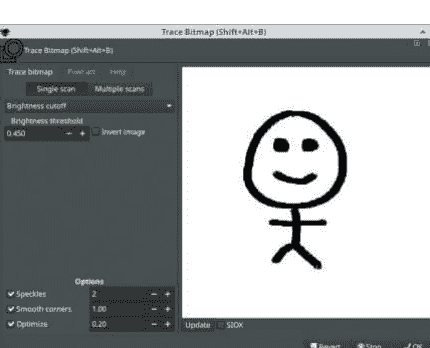 Trace Bitmap (Shift+Alt+B)
Trace Bitmap (Shift+Alt+B)
Trace bitmap Pixel art Help
Single scan Multiple scans
Brightness cutoff
Brightness threshold
0.450 − + Invert image
Options
Speckles 2 − +
Smooth corners 1.00 − +
Optimize 0.20 − +
Update SIOX
Revert Stop OK